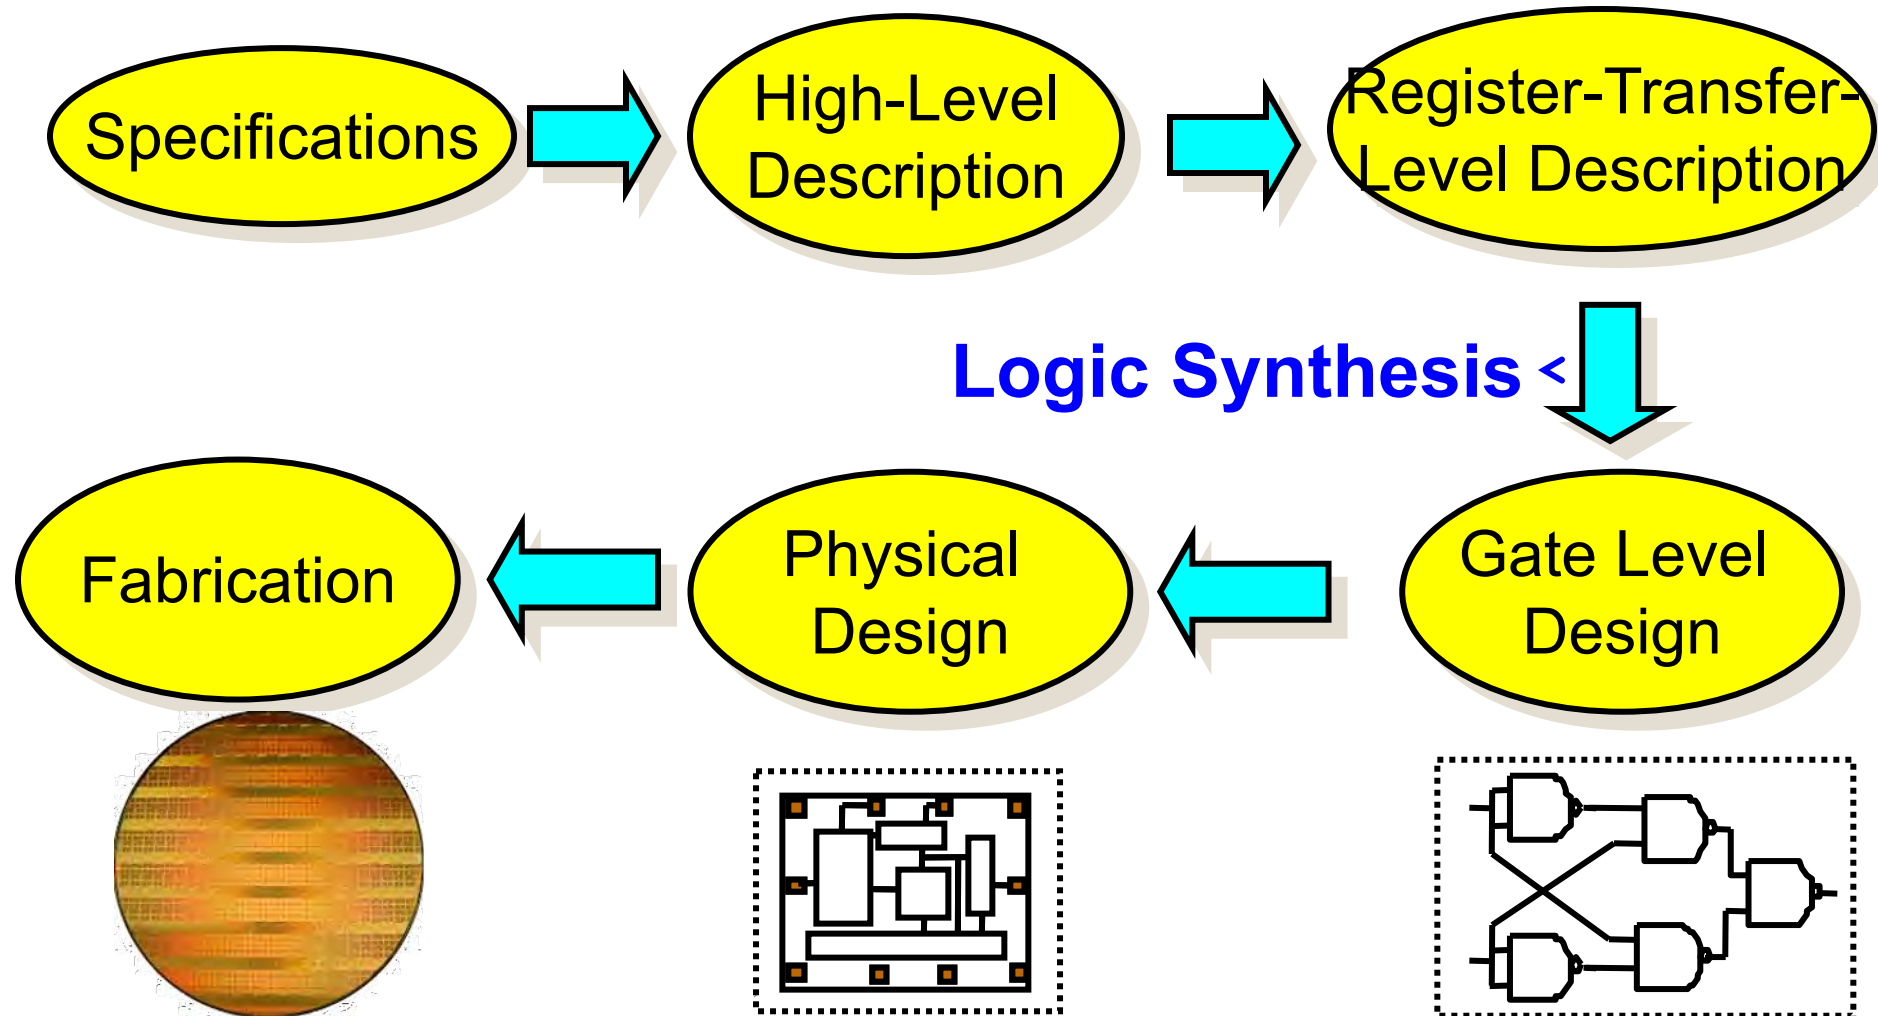 Specifications
High-Level
Description
Register-Transfer-
Level Description
Logic Synthesis <
Fabrication
Physical
Design
Gate Level
Design